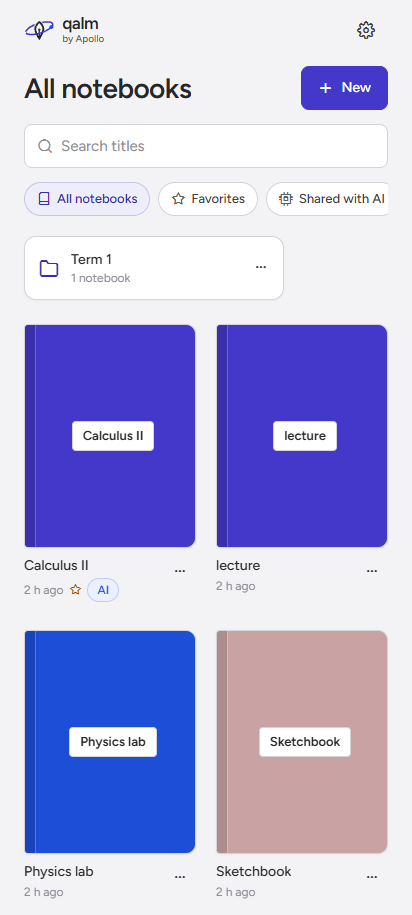 qalm
by Apollo
All notebooks
New
Search titles
All notebooks
Favorites
Shared with AI
Term 1
1 notebook
Calculus II
lecture
Calculus II
2 h ago
AI
lecture
2 h ago
Physics lab
Sketchbook
Physics lab
2 h ago
Sketchbook
2 h ago